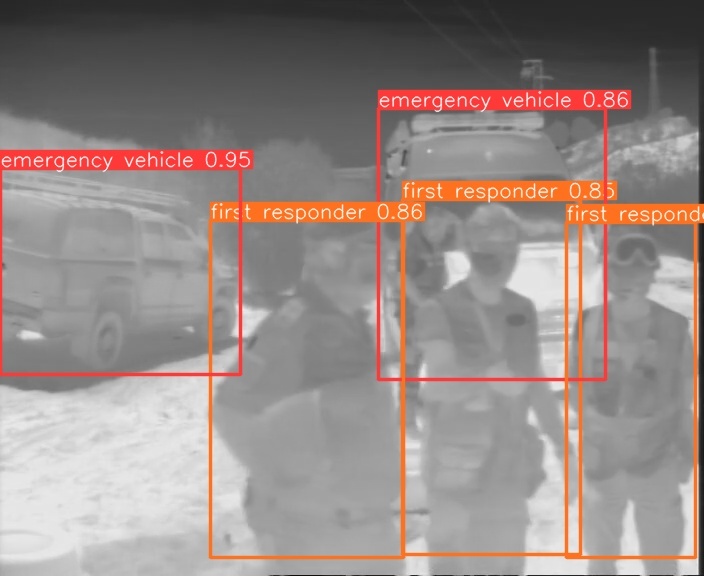 emergency vehicle 0.86
emergency vehicle 0.95
first responder 0.85
first responder 0.86
first responde